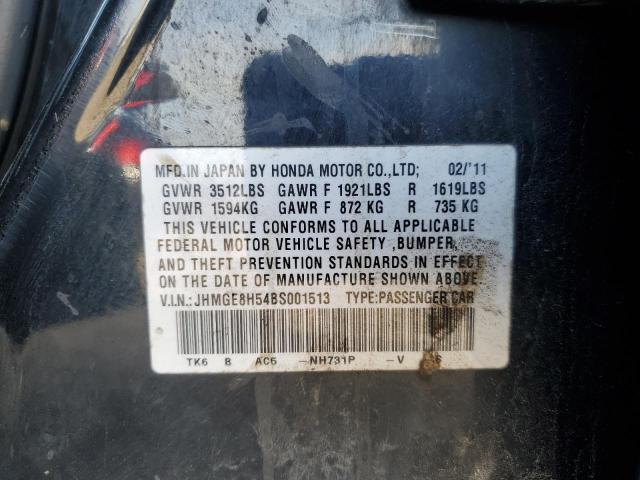 MFD.IN JAPAN BY HONDA MOTOR CO.,LTD; 02/'11
GVWR 3512LBS GAWR F 1921LBS R 1619LBS
GVWR 1594KG GAWR F 872 KG R 735 KG
THIS VEHICLE CONFORMS TO ALL APPLICABLE
FEDERAL MOTOR VEHICLE SAFETY ,BUMPER,
AND THEFT PREVENTION STANDARDS IN EFFECT
ON THE DATE OF MANUFACTURE SHOWN ABOVE.
V.I.N.:JHMGE8H54BS001513 TYPE:PASSENGER CAR
TK6 B AC6 -NH731P -V